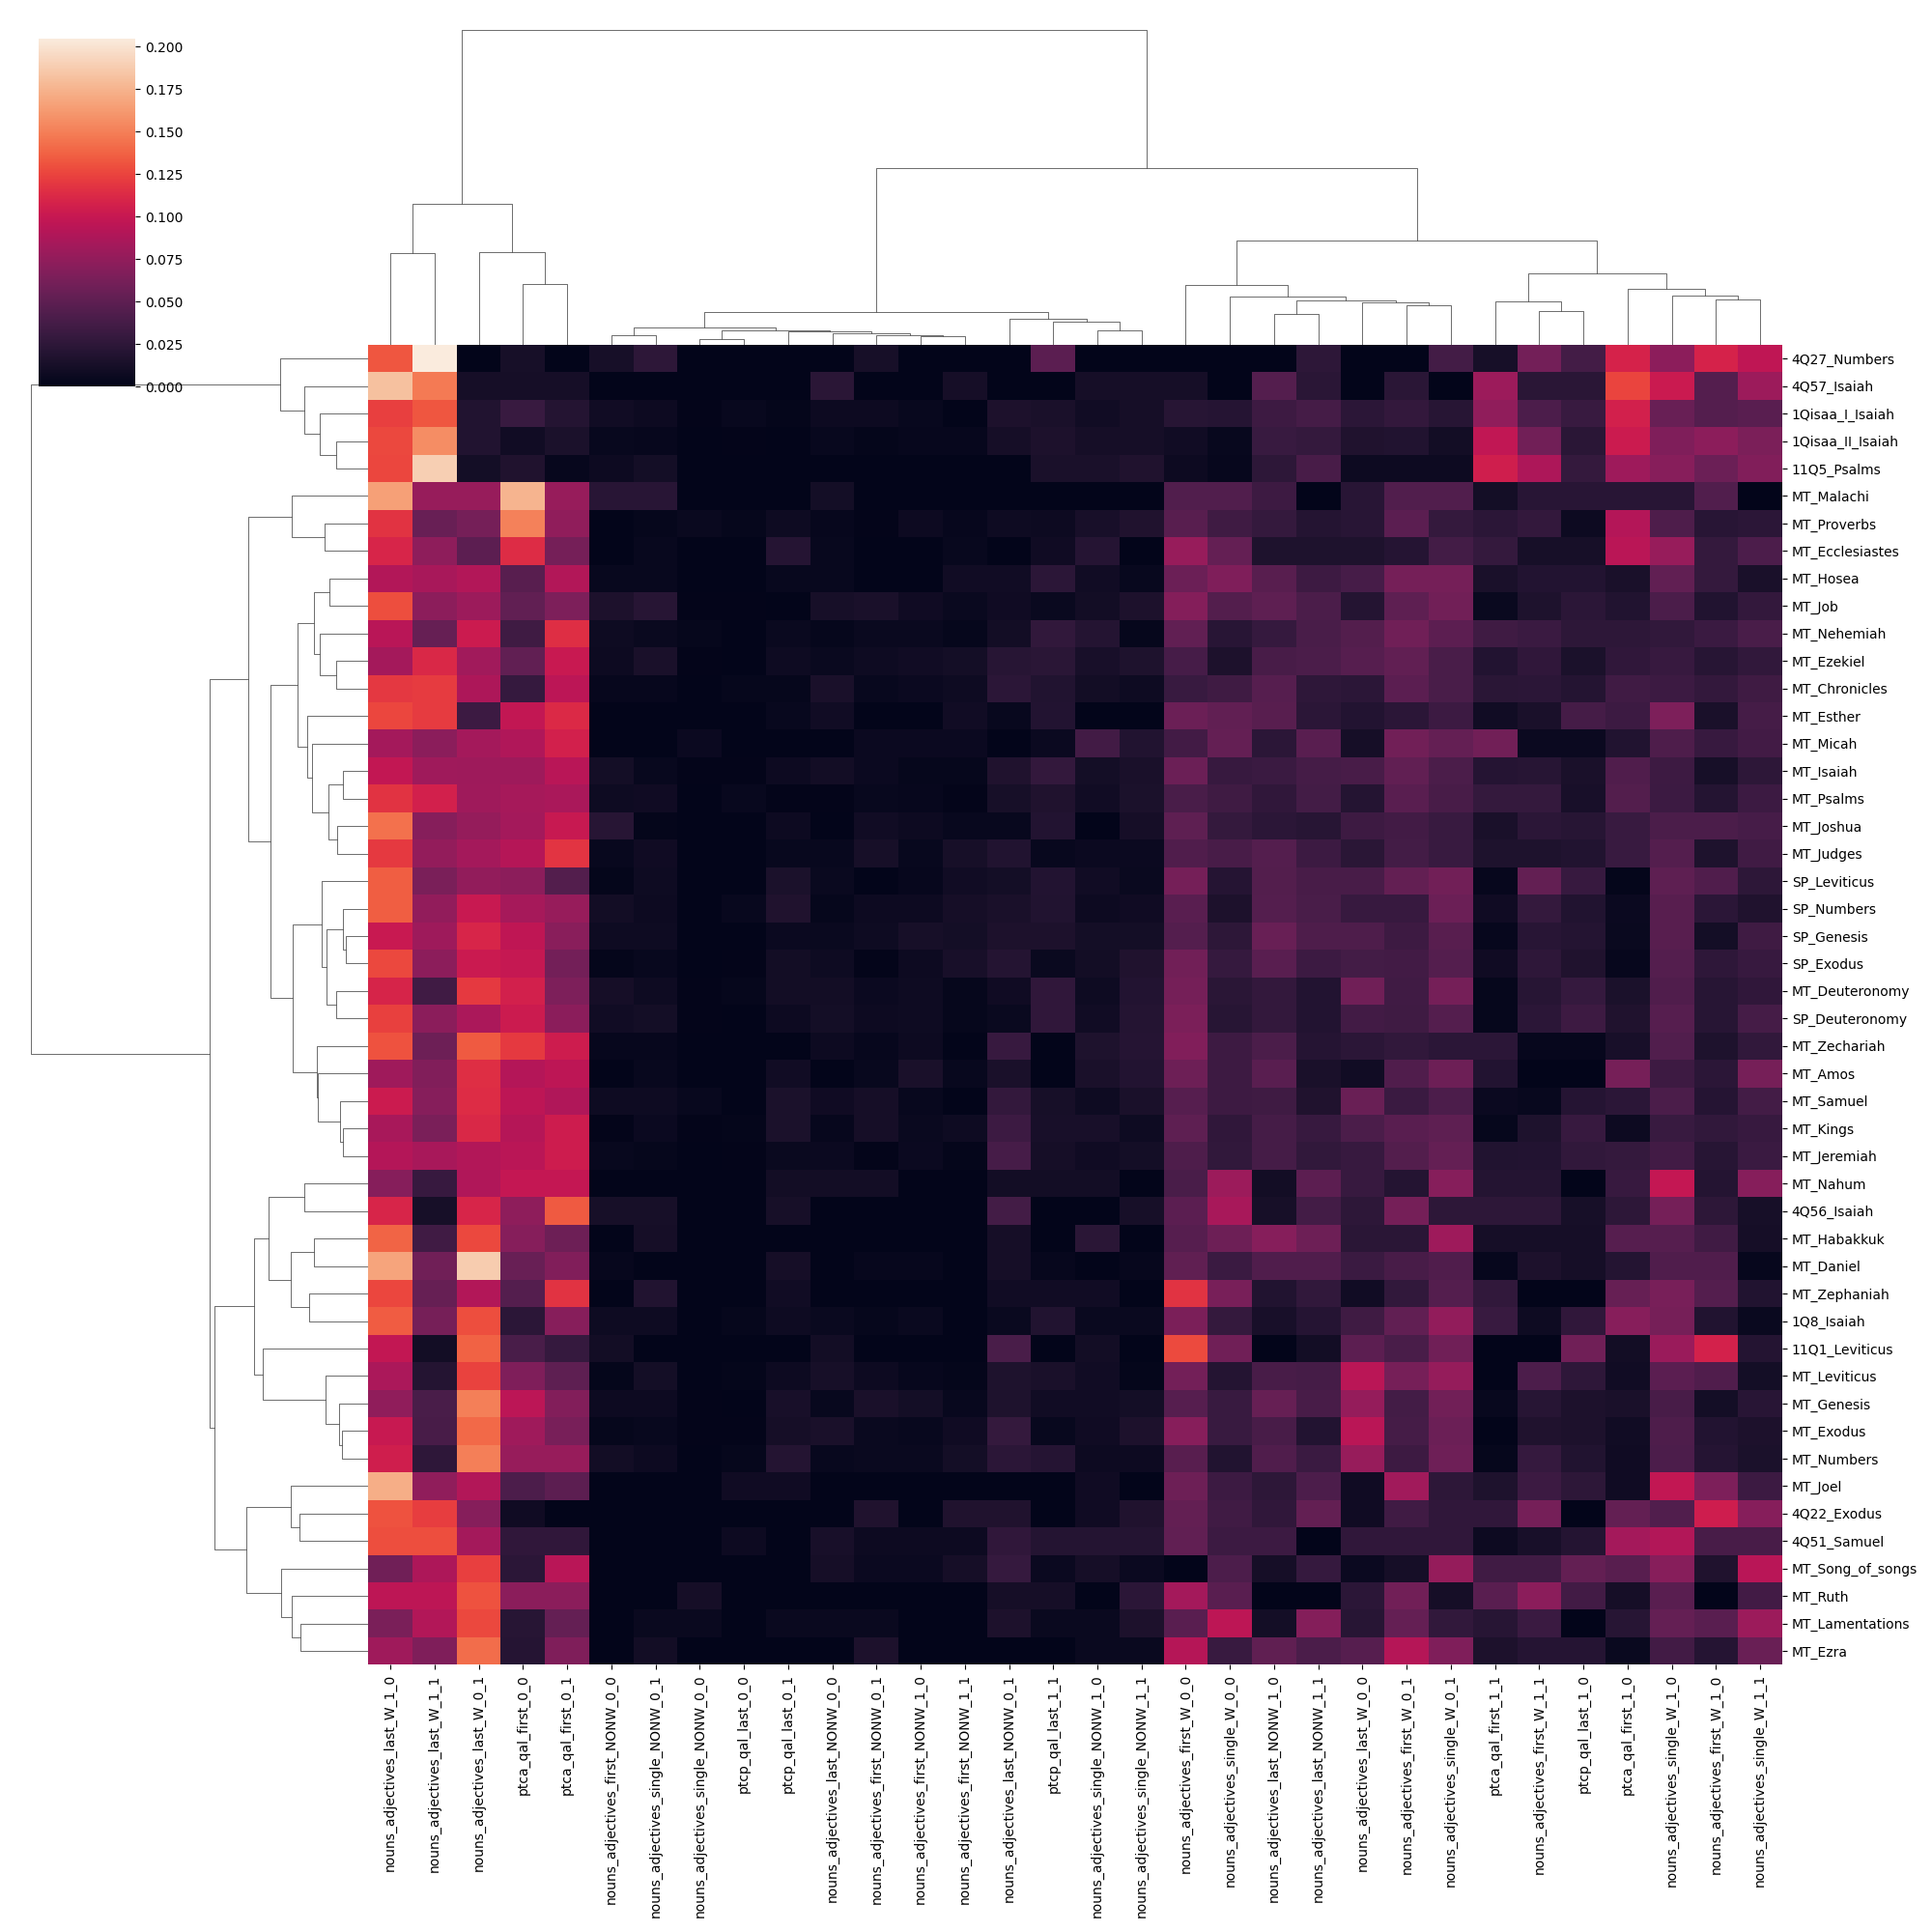 0.200
0.175
0.150
0.125
0.100
0.075
0.050
0.025
0.000
4Q27_Numbers
4Q57_Isaiah
1Qisaa_I_Isaiah
1Qisaa_II_Isaiah
11Q5_Psalms
MT_Malachi
MT_Proverbs
MT_Ecclesiastes
MT_Hosea
MT_Job
MT_Nehemiah
MT_Ezekiel
MT_Chronicles
MT_Esther
MT_Micah
MT_Isaiah
MT_Psalms
MT_Joshua
MT_Judges
SP_Leviticus
SP_Numbers
SP_Genesis
SP_Exodus
MT_Deuteronomy
SP_Deuteronomy
MT_Zechariah
MT_Amos
MT_Samuel
MT_Kings
MT_Jeremiah
MT_Nahum
4Q56_Isaiah
MT_Habakkuk
MT_Daniel
MT_Zephaniah
1Q8_Isaiah
11Q1_Leviticus
MT_Leviticus
MT_Genesis
MT_Exodus
MT_Numbers
MT_Joel
4Q22_Exodus
4Q51_Samuel
MT_Song_of_songs
MT_Ruth
MT_Lamentations
MT_Ezra
nouns_adjectives_last_W_1_0
nouns_adjectives_last_W_1_1
nouns_adjectives_last_W_0_1
ptca_qal_first_0_0
ptca_qal_first_0_1
nouns_adjectives_first_NONW_0_0
nouns_adjectives_single_NONW_0_1
nouns_adjectives_single_NONW_0_0
ptcp_qal_last_0_0
ptcp_qal_last_0_1
nouns_adjectives_last_NONW_0_0
nouns_adjectives_first_NONW_0_1
nouns_adjectives_first_NONW_1_0
nouns_adjectives_first_NONW_1_1
nouns_adjectives_last_NONW_0_1
ptcp_qal_last_1_1
nouns_adjectives_single_NONW_1_0
nouns_adjectives_single_NONW_1_1
nouns_adjectives_first_W_0_0
nouns_adjectives_single_W_0_0
nouns_adjectives_last_NONW_1_0
nouns_adjectives_last_NONW_1_1
nouns_adjectives_last_W_0_0
nouns_adjectives_first_W_0_1
nouns_adjectives_single_W_0_1
ptca_qal_first_1_1
nouns_adjectives_first_W_1_1
ptcp_qal_last_1_0
ptca_qal_first_1_0
nouns_adjectives_single_W_1_0
nouns_adjectives_first_W_1_0
nouns_adjectives_single_W_1_1